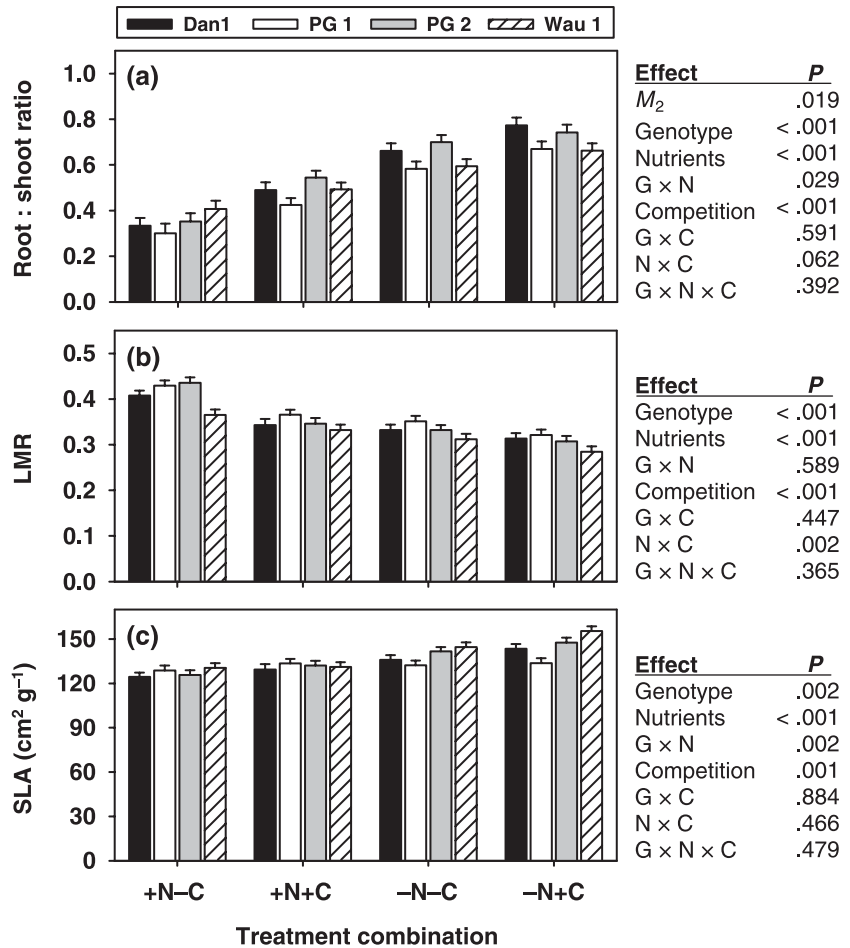 Dan1 PG 1 PG 2 Wau 1
(a)
Root : shoot ratio
1.0
0.8
0.6
0.4
0.2
0.0
Effect P
M₂ .019
Genotype < .001
Nutrients < .001
G × N .029
Competition < .001
G × C .591
N × C .062
G × N × C .392
(b)
LMR
0.5
0.4
0.3
0.2
0.1
0.0
Effect P
Genotype < .001
Nutrients < .001
G × N .589
Competition < .001
G × C .447
N × C .002
G × N × C .365
(c)
SLA (cm² g⁻¹)
150
120
90
60
30
0
Effect P
Genotype .002
Nutrients < .001
G × N .002
Competition .001
G × C .884
N × C .466
G × N × C .479
+N–C +N+C –N–C –N+C
Treatment combination